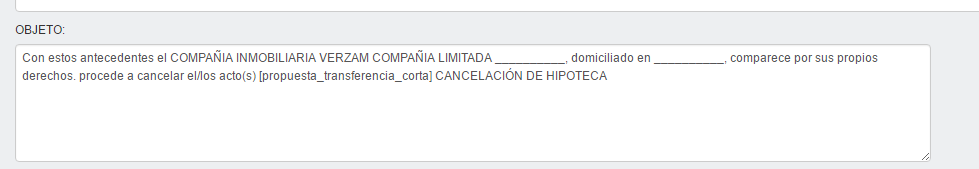 OBJETO:
Con estos antecedentes el COMPAÑIA INMOBILIARIA VERZAM COMPAÑIA LIMITADA __________, domiciliado en __________, comparece por sus propios
derechos. procede a cancelar el/los acto(s) [propuesta_transferencia_corta] CANCELACIÓN DE HIPOTECA